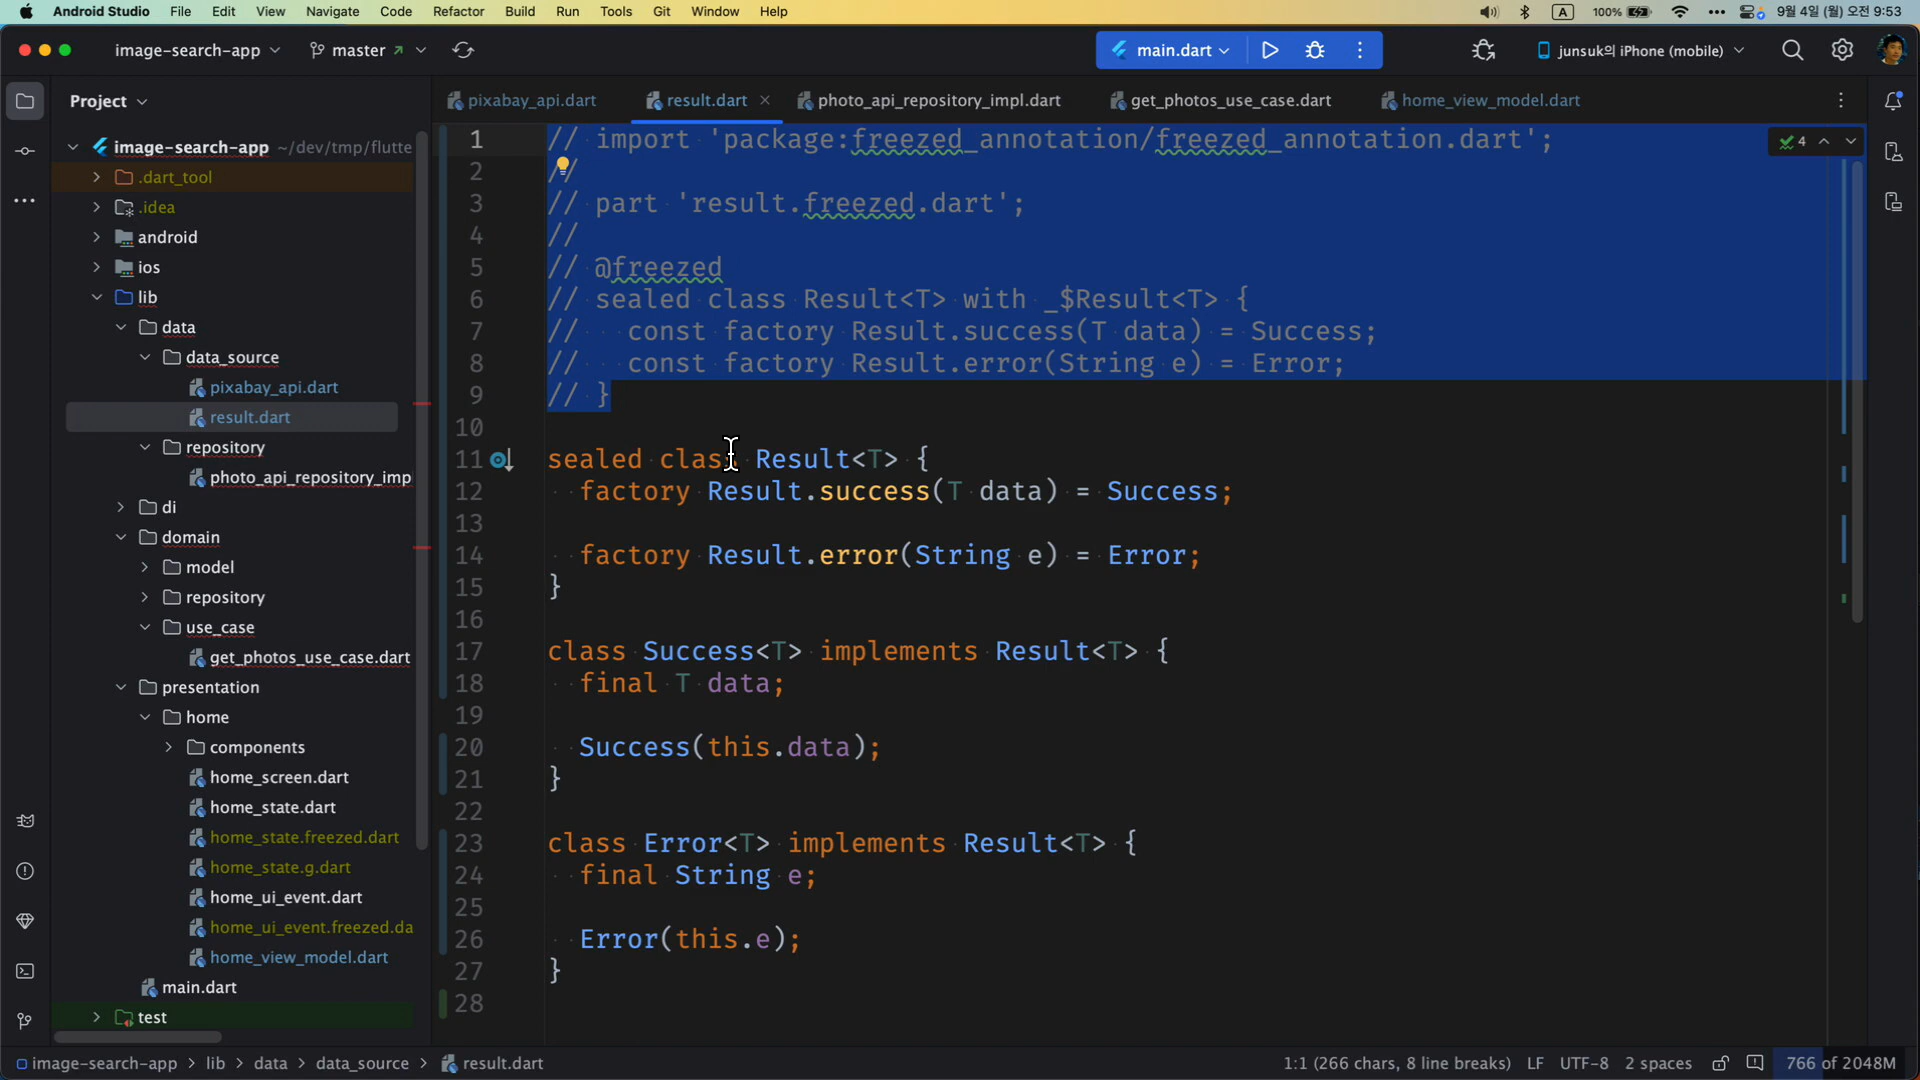 Android Studio File Edit View Navigate Code Refactor Build Run Tools Git Window Help A 100% 9월 4일 (월) 오전 9:53
image-search-app master main.dart junsuk의 iPhone (mobile)
Project
pixabay_api.dart result.dart photo_api_repository_impl.dart get_photos_use_case.dart home_view_model.dart
image-search-app ~/dev/tmp/flutte
.dart_tool
.idea
android
ios
lib
data
data_source
pixabay_api.dart
result.dart
repository
photo_api_repository_imp
di
domain
model
repository
use_case
get_photos_use_case.dart
presentation
home
components
home_screen.dart
home_state.dart
home_state.freezed.dart
home_state.g.dart
home_ui_event.dart
home_ui_event.freezed.da
home_view_model.dart
main.dart
test
4
1 // import 'package:freezed_annotation/freezed_annotation.dart';
2 //
3 // part 'result.freezed.dart';
4 //
5 // @freezed
6 // sealed class Result<T> with _$Result<T> {
7 //   const factory Result.success(T data) = Success;
8 //   const factory Result.error(String e) = Error;
9 // }
10
11 sealed class Result<T> {
12   factory Result.success(T data) = Success;
13
14   factory Result.error(String e) = Error;
15 }
16
17 class Success<T> implements Result<T> {
18   final T data;
19
20   Success(this.data);
21 }
22
23 class Error<T> implements Result<T> {
24   final String e;
25
26   Error(this.e);
27 }
28
image-search-app > lib > data > data_source > result.dart 1:1 (266 chars, 8 line breaks) LF UTF-8 2 spaces 766 of 2048M